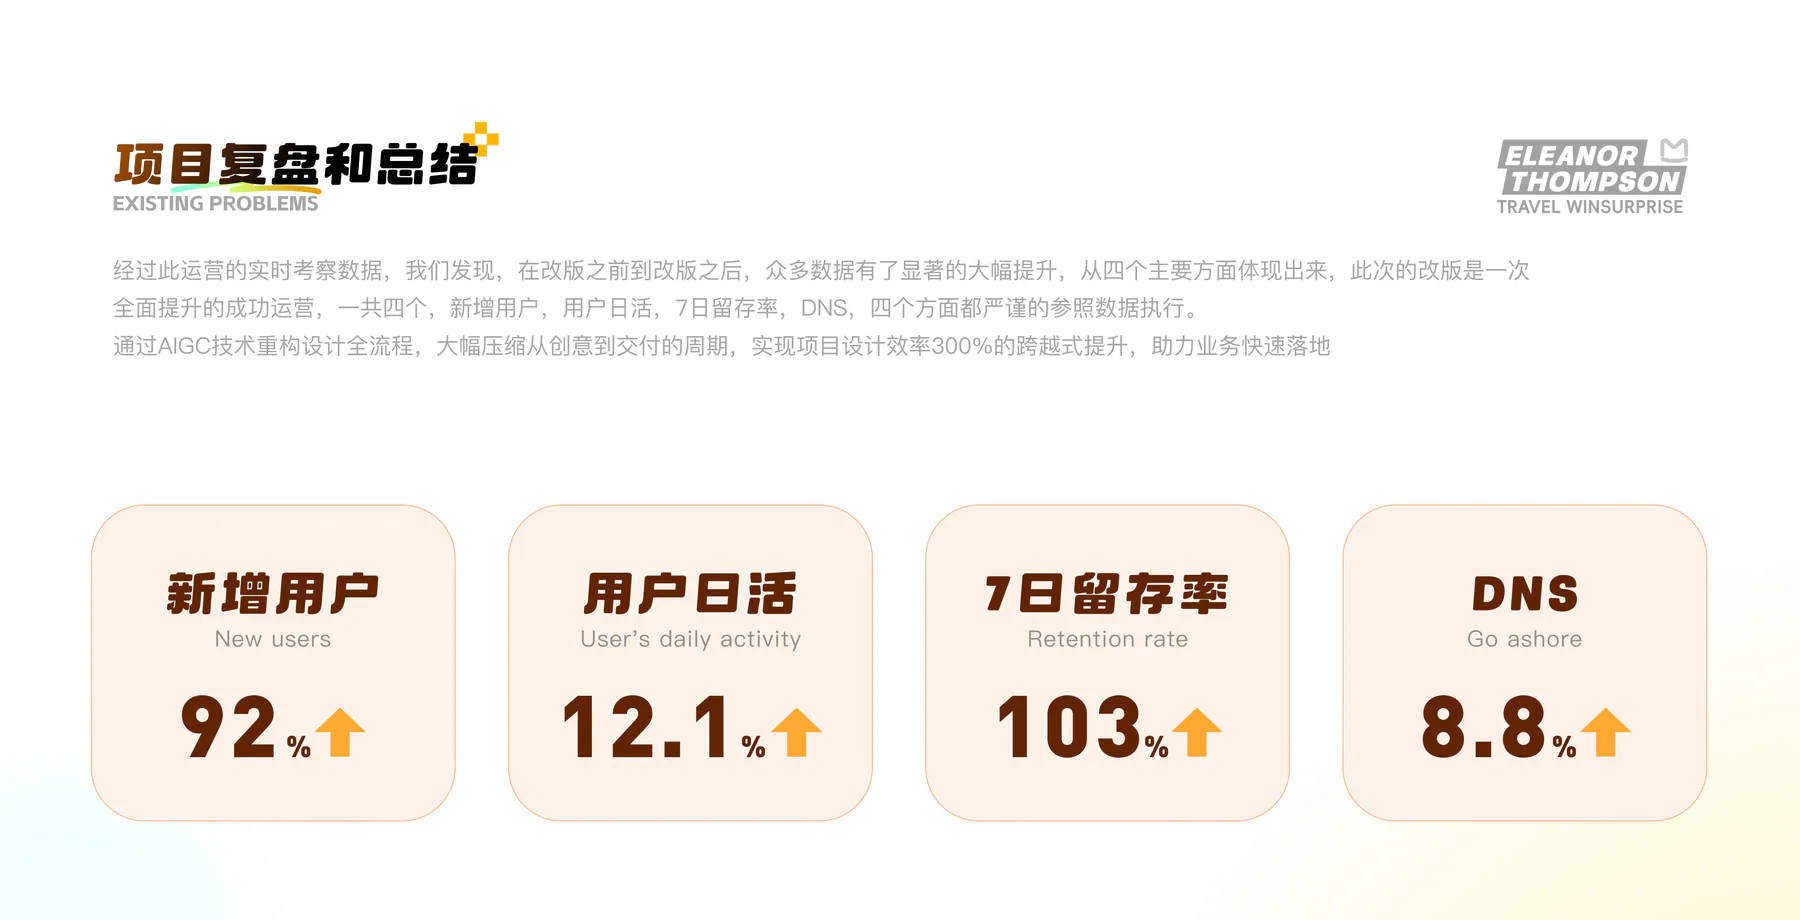 项目复盘和总结
EXISTING PROBLEMS
ELEANOR
THOMPSON
TRAVEL WINSURPRISE
经过此运营的实时考察数据，我们发现，在改版之前到改版之后，众多数据有了显著的大幅提升，从四个主要方面体现出来，此次的改版是一次
全面提升的成功运营，一共四个，新增用户，用户日活，7日留存率，DNS，四个方面都严谨的参照数据执行。
通过AIGC技术重构设计全流程，大幅压缩从创意到交付的周期，实现项目设计效率300%的跨越式提升，助力业务快速落地
新增用户
New users
92%
用户日活
User’s daily activity
12.1%
7日留存率
Retention rate
103%
DNS
Go ashore
8.8%